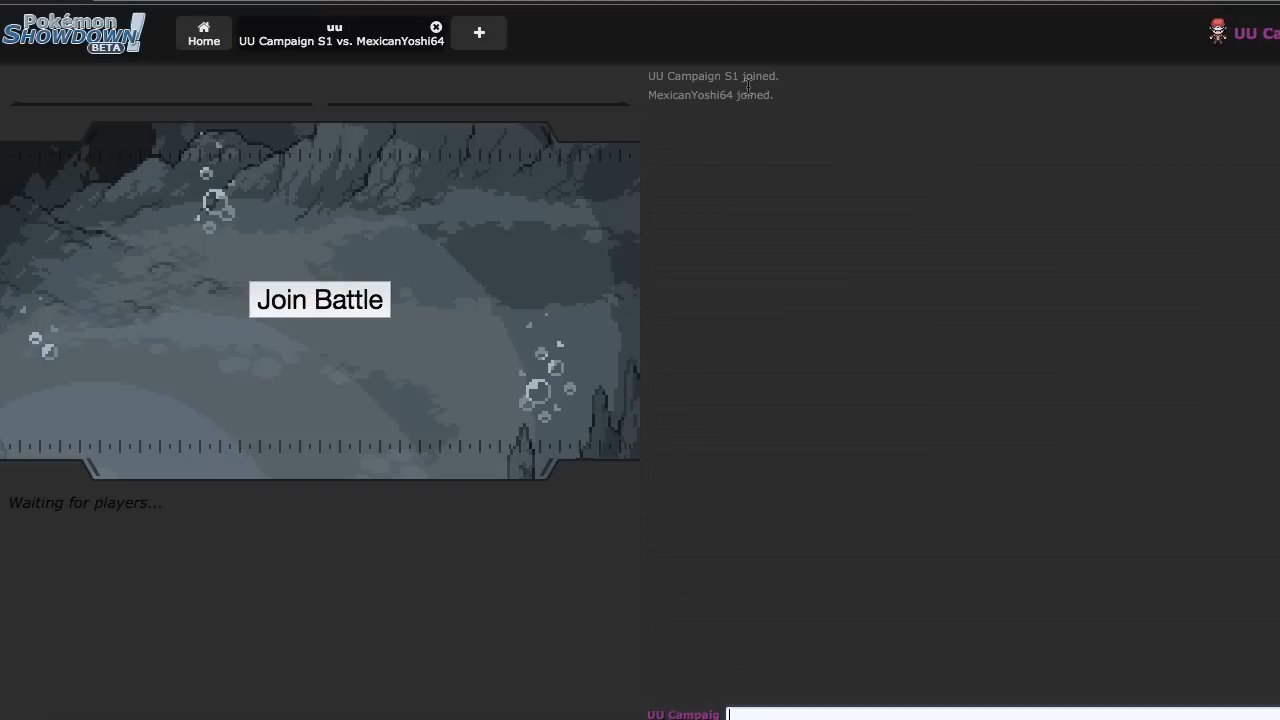 Pokémon
SHOWDOWN!
BETA
Home
uu
UU Campaign S1 vs. MexicanYoshi64
+
UU Ca
UU Campaign S1 joined.
MexicanYoshi64 joined.
Join Battle
Waiting for players...
UU Campaig